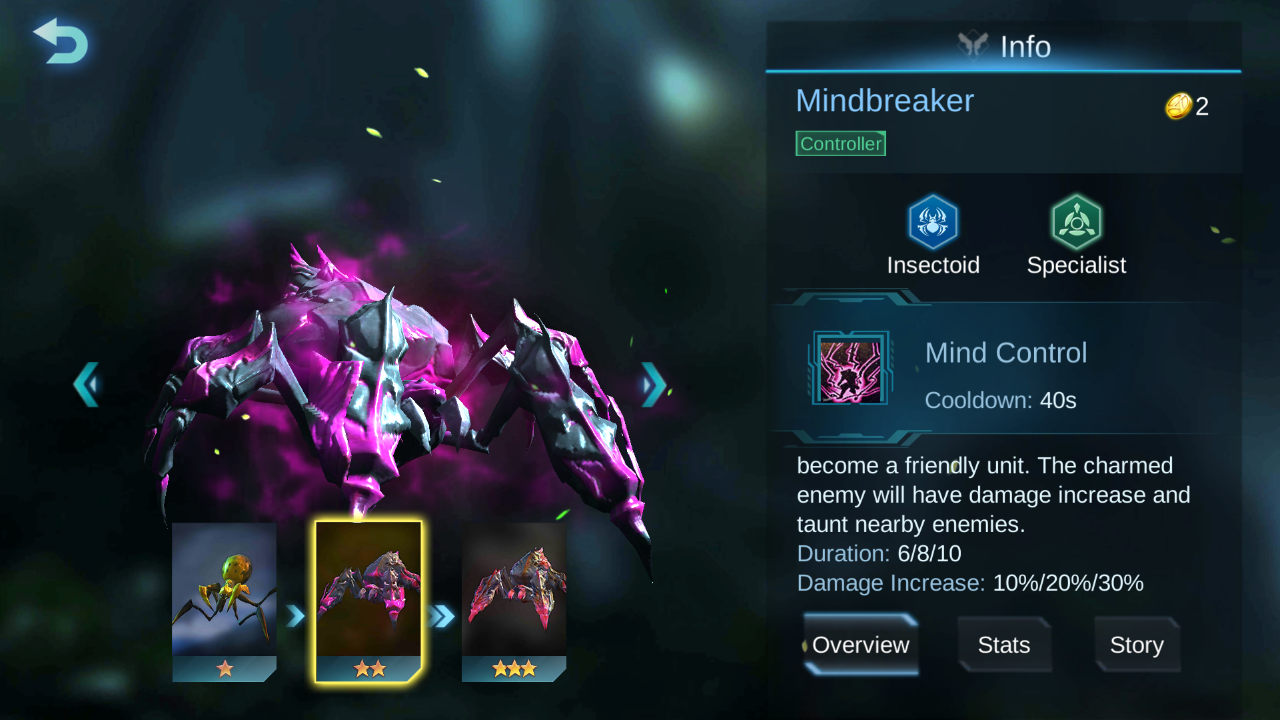 Info
Mindbreaker
2
Controller
Insectoid
Specialist
Mind Control
Cooldown: 40s
become a friendly unit. The charmed
enemy will have damage increase and
taunt nearby enemies.
Duration: 6/8/10
Damage Increase: 10%/20%/30%
Overview
Stats
Story